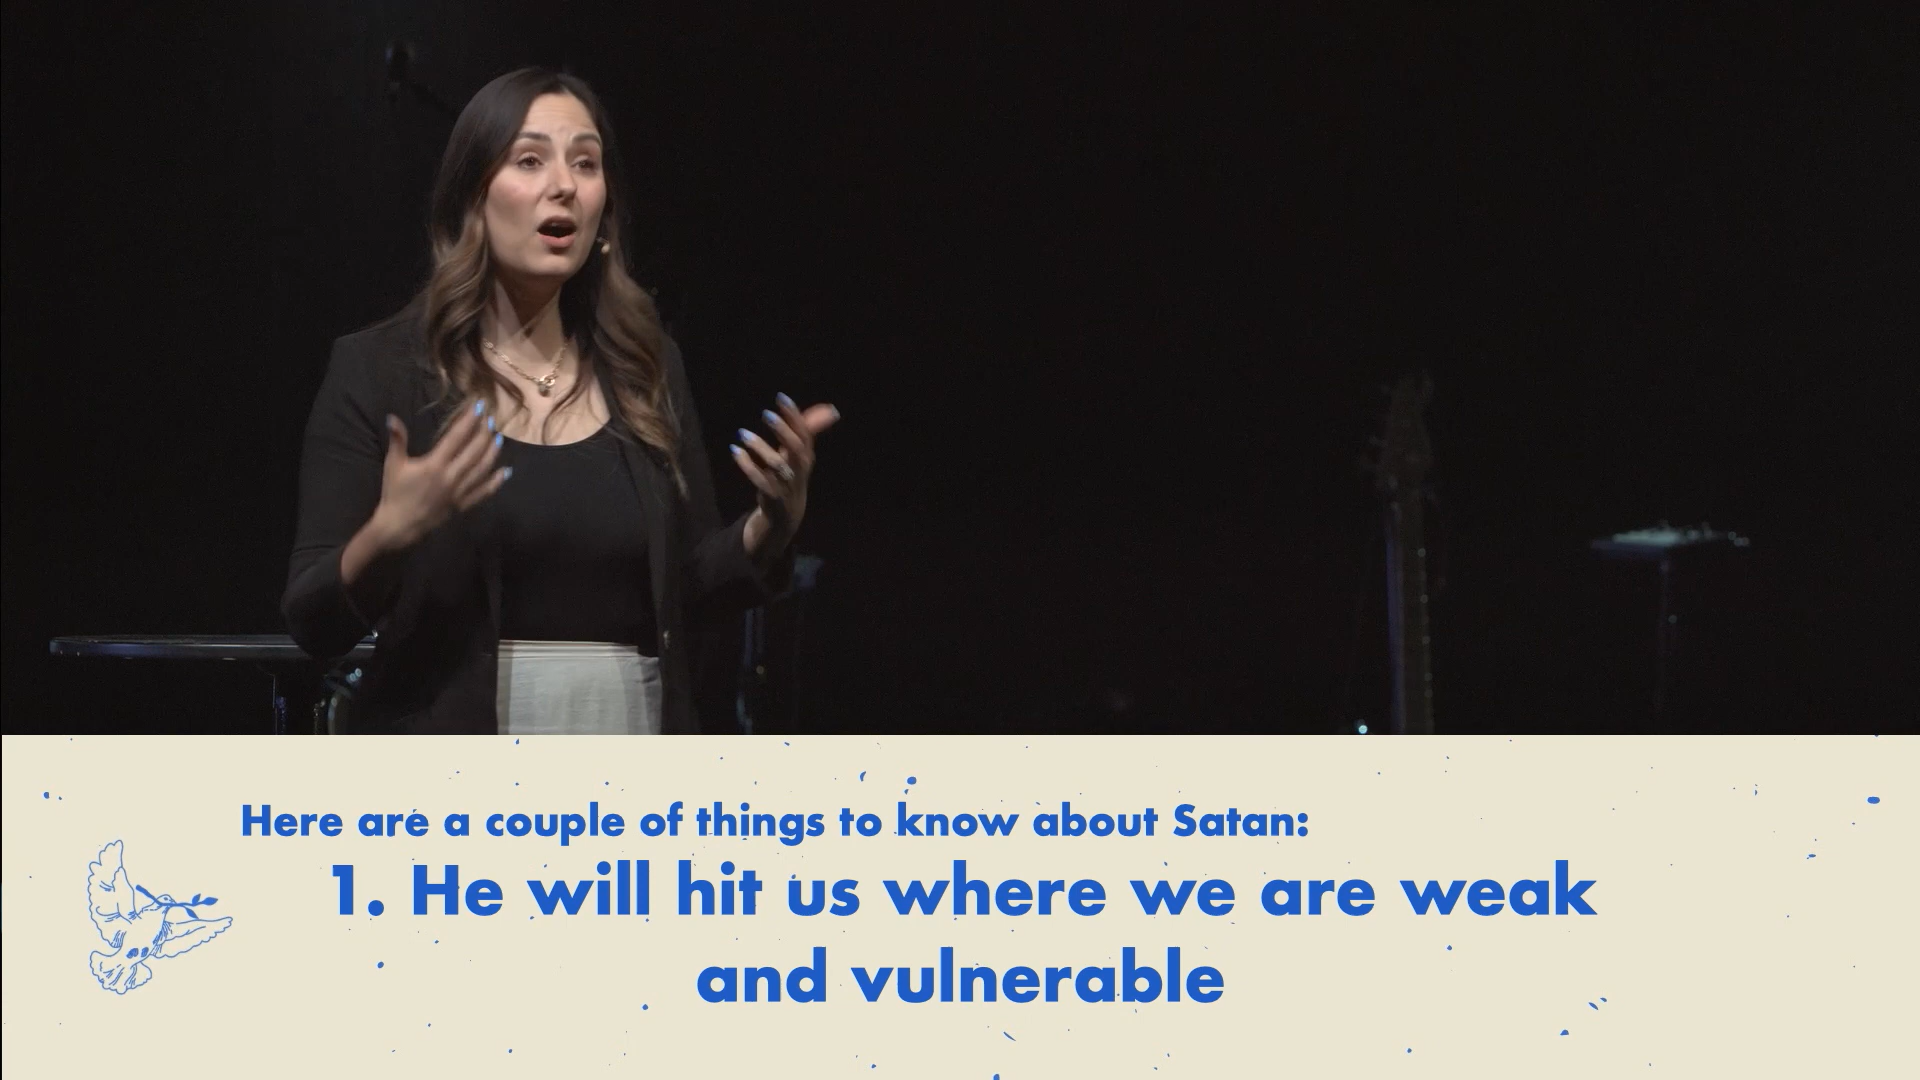 Here are a couple of things to know about Satan:
1. He will hit us where we are weak
and vulnerable